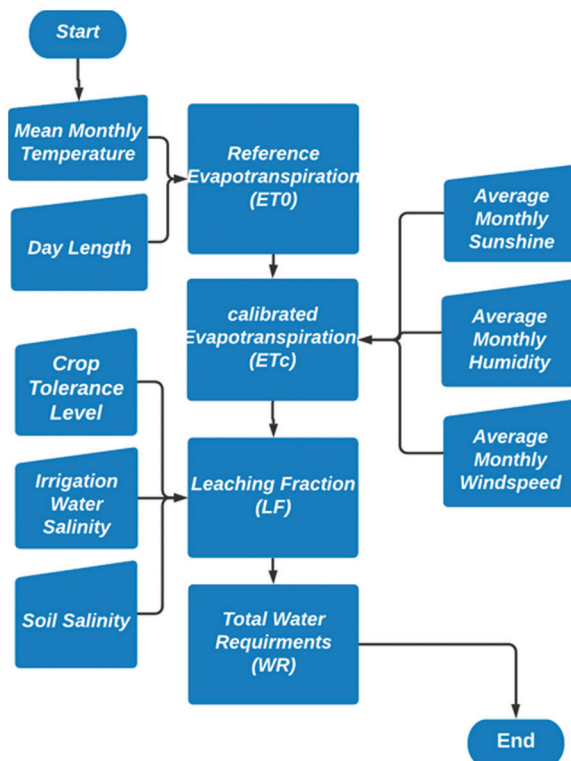 Start
Mean Monthly
Temperature
Day Length
Reference
Evapotranspiration
(ET0)
Average
Monthly
Sunshine
calibrated
Evapotranspiration
(ETc)
Average
Monthly
Humidity
Average
Monthly
Windspeed
Crop
Tolerance
Level
Irrigation
Water
Salinity
Soil Salinity
Leaching Fraction
(LF)
Total Water
Requirments
(WR)
End